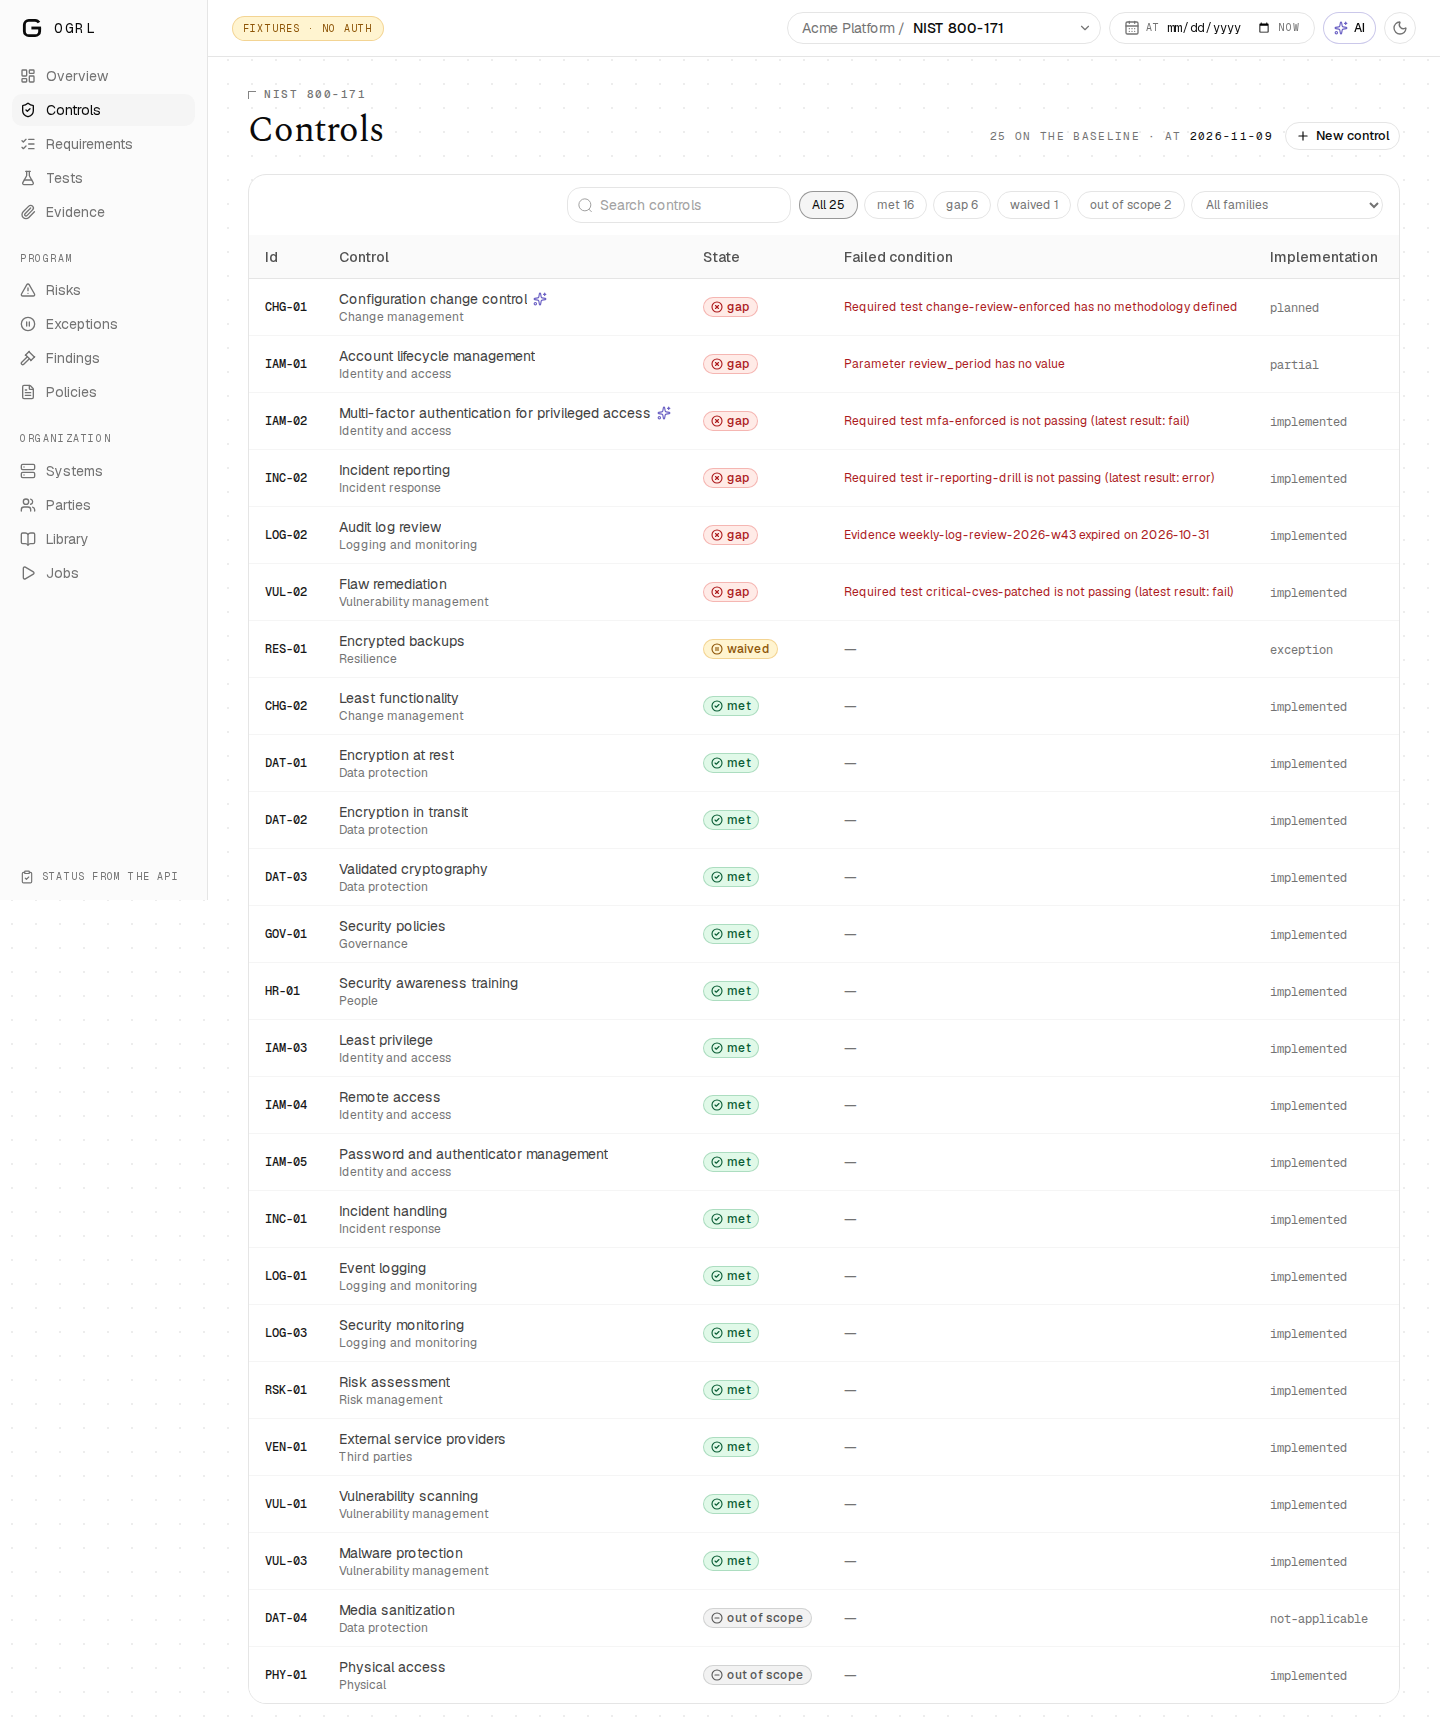 OGRL
FIXTURES · NO AUTH
Acme Platform / NIST 800-171
AT mm/dd/yyyy NOW
AI
Overview
Controls
Requirements
Tests
Evidence
PROGRAM
Risks
Exceptions
Findings
Policies
ORGANIZATION
Systems
Parties
Library
Jobs
STATUS FROM THE API
NIST 800-171
Controls
25 ON THE BASELINE · AT 2026-11-09
New control
Search controls
All 25
met 16
gap 6
waived 1
out of scope 2
All families
Id Control State Failed condition Implementation
CHG-01 Configuration change control gap Required test change-review-enforced has no methodology defined planned
Change management
IAM-01 Account lifecycle management gap Parameter review_period has no value partial
Identity and access
IAM-02 Multi-factor authentication for privileged access gap Required test mfa-enforced is not passing (latest result: fail) implemented
Identity and access
INC-02 Incident reporting gap Required test ir-reporting-drill is not passing (latest result: error) implemented
Incident response
LOG-02 Audit log review gap Evidence weekly-log-review-2026-w43 expired on 2026-10-31 implemented
Logging and monitoring
VUL-02 Flaw remediation gap Required test critical-cves-patched is not passing (latest result: fail) implemented
Vulnerability management
RES-01 Encrypted backups waived — exception
Resilience
CHG-02 Least functionality met — implemented
Change management
DAT-01 Encryption at rest met — implemented
Data protection
DAT-02 Encryption in transit met — implemented
Data protection
DAT-03 Validated cryptography met — implemented
Data protection
GOV-01 Security policies met — implemented
Governance
HR-01 Security awareness training met — implemented
People
IAM-03 Least privilege met — implemented
Identity and access
IAM-04 Remote access met — implemented
Identity and access
IAM-05 Password and authenticator management met — implemented
Identity and access
INC-01 Incident handling met — implemented
Incident response
LOG-01 Event logging met — implemented
Logging and monitoring
LOG-03 Security monitoring met — implemented
Logging and monitoring
RSK-01 Risk assessment met — implemented
Risk management
VEN-01 External service providers met — implemented
Third parties
VUL-01 Vulnerability scanning met — implemented
Vulnerability management
VUL-03 Malware protection met — implemented
Vulnerability management
DAT-04 Media sanitization out of scope — not-applicable
Data protection
PHY-01 Physical access out of scope — implemented
Physical